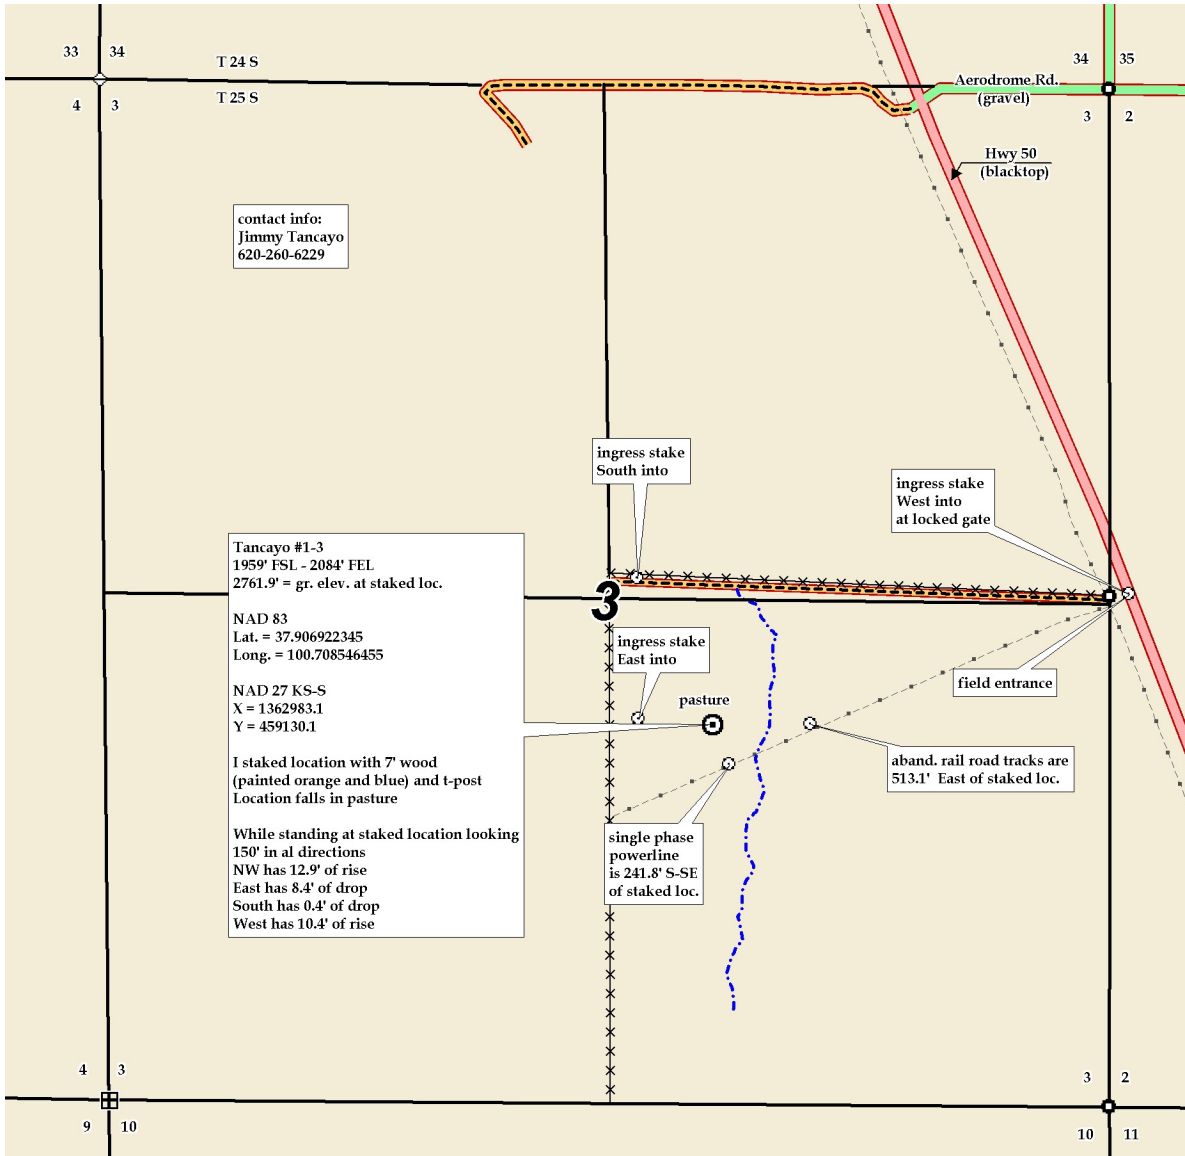 33 34
T 24 S
34 35
T 25 S
4 3
Aerodrome Rd.
(gravel)
3 2
Hwy 50
(blacktop)
contact info:
Jimmy Tancayo
620-260-6229
ingress stake
South into
ingress stake
West into
at locked gate
Tancayo #1-3
1959' FSL - 2084' FEL
2761.9' = gr. elev. at staked loc.
NAD 83
Lat. = 37.906922345
Long. = 100.708546455
NAD 27 KS-S
X = 1362983.1
Y = 459130.1
I staked location with 7' wood
(painted orange and blue) and t-post
Location falls in pasture
While standing at staked location looking
150' in al directions
NW has 12.9' of rise
East has 8.4' of drop
South has 0.4' of drop
West has 10.4' of rise
3
ingress stake
East into
pasture
field entrance
aband. rail road tracks are
513.1' East of staked loc.
single phase
powerline
is 241.8' S-SE
of staked loc.
4 3
3 2
9 10
10 11